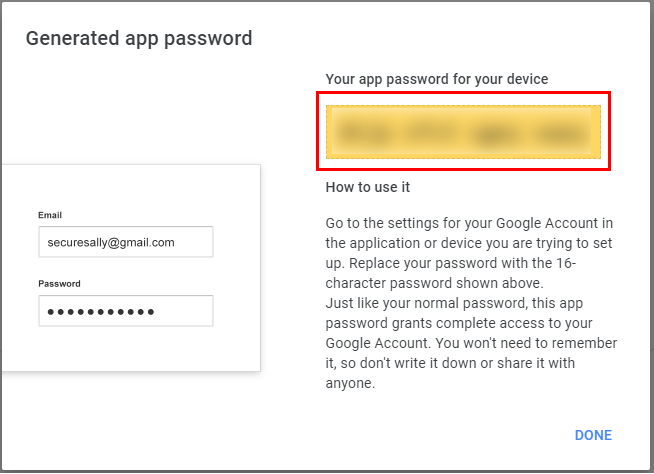 Generated app password
Your app password for your device
How to use it
Email
securesally@gmail.com
Password
Go to the settings for your Google Account in
the application or device you are trying to set
up. Replace your password with the 16-
character password shown above.
Just like your normal password, this app
password grants complete access to your
Google Account. You won't need to remember
it, so don't write it down or share it with
anyone.
DONE